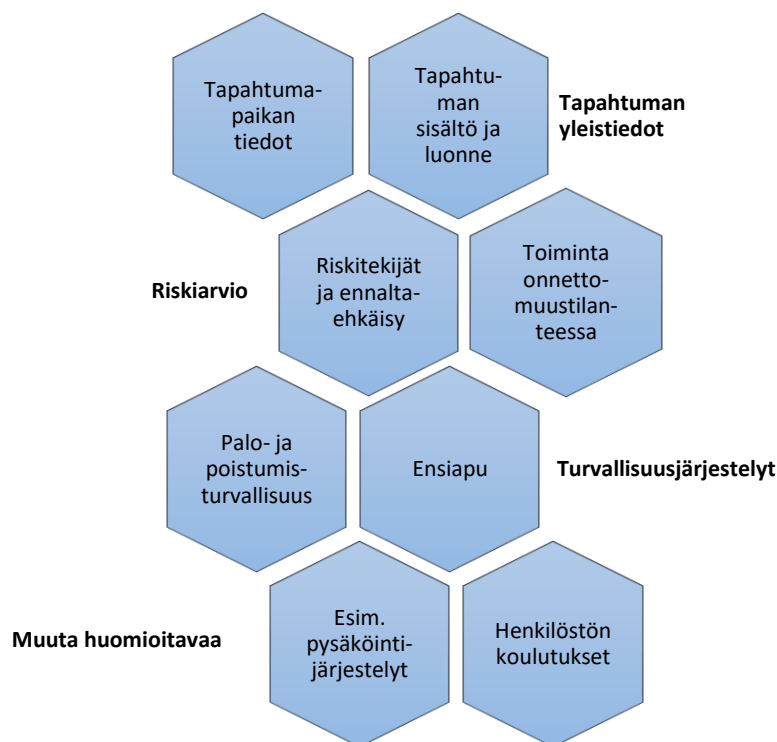 Tapahtuma-
paikan
tiedot
Tapahtu-
man
sisältö ja
luonne
Tapahtuman
yleistiedot
Riskiarvio
Riskitekijät
ja ennalta-
ehkäisy
Toiminta
onnetto-
muustilan-
teessa
Palo- ja
poistumis-
turvallisuus
Ensiapu
Turvallisuusjärjestelyt
Muuta huomioitavaa
Esim.
pysäköinti-
järjestelyt
Henkilöstön
koulutukset